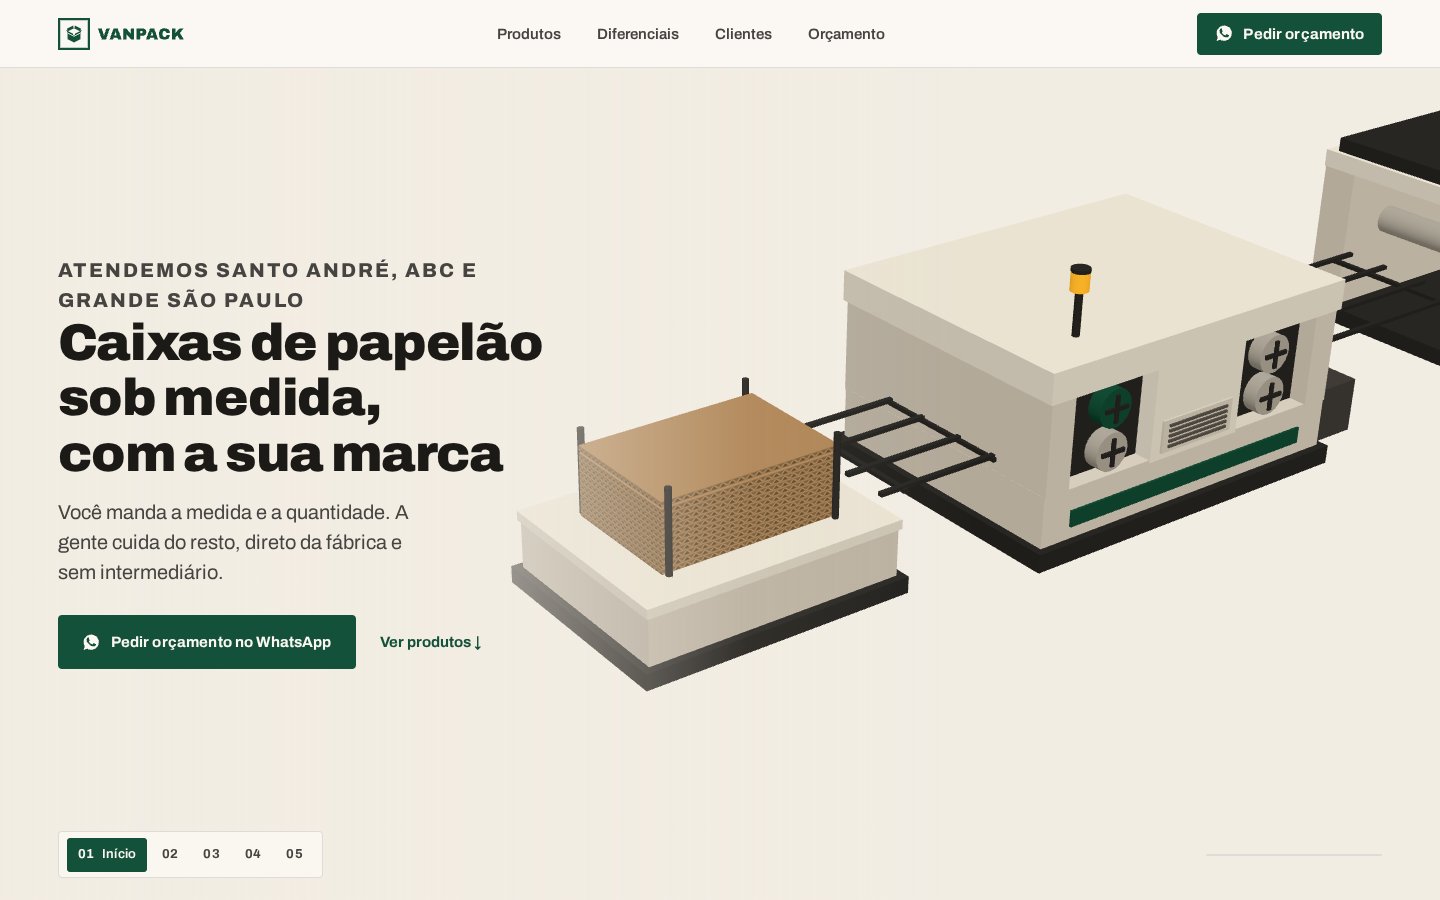 VANPACK
Produtos
Diferenciais
Clientes
Orçamento
Pedir orçamento
ATENDEMOS SANTO ANDRÉ, ABC E
GRANDE SÃO PAULO
Caixas de papelão
sob medida,
com a sua marca
Você manda a medida e a quantidade. A
gente cuida do resto, direto da fábrica e
sem intermediário.
Pedir orçamento no WhatsApp
Ver produtos ↓
01 Início 02 03 04 05